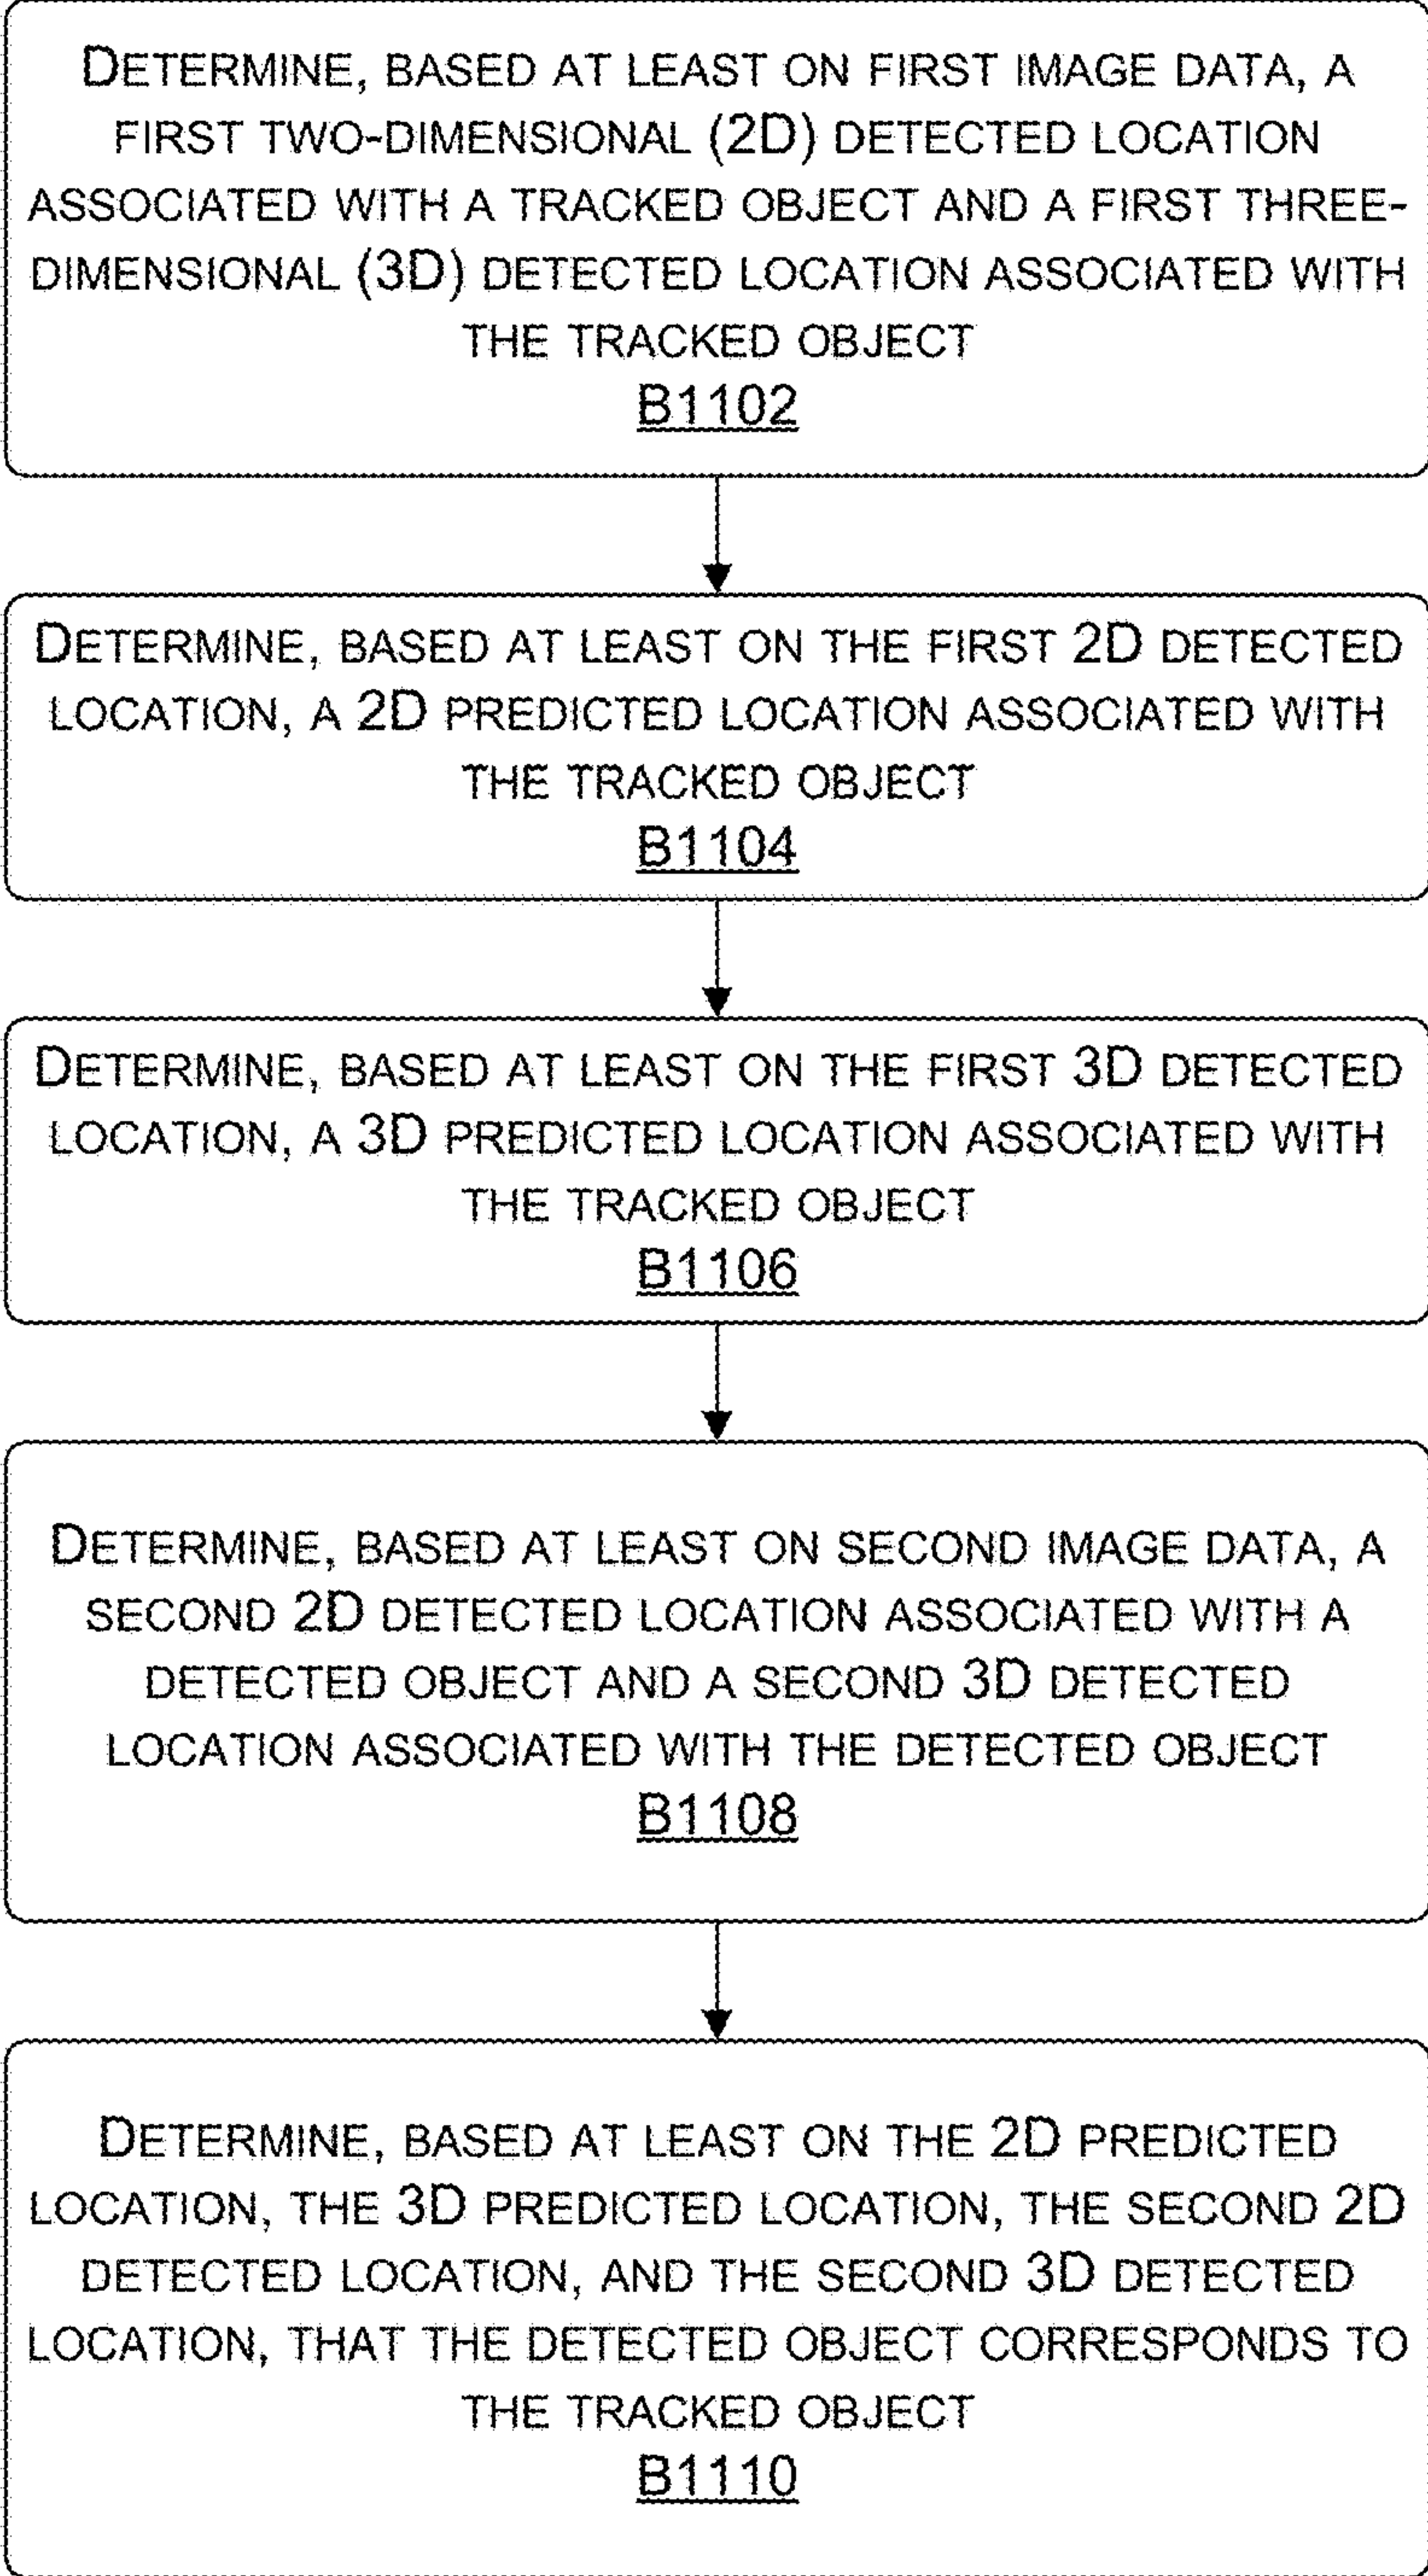 DETERMINE, BASED AT LEAST ON FIRST IMAGE DATA, A
FIRST TWO-DIMENSIONAL (2D) DETECTED LOCATION
ASSOCIATED WITH A TRACKED OBJECT AND A FIRST THREE-
DIMENSIONAL (3D) DETECTED LOCATION ASSOCIATED WITH
THE TRACKED OBJECT
B1102
DETERMINE, BASED AT LEAST ON THE FIRST 2D DETECTED
LOCATION, A 2D PREDICTED LOCATION ASSOCIATED WITH
THE TRACKED OBJECT
B1104
DETERMINE, BASED AT LEAST ON THE FIRST 3D DETECTED
LOCATION, A 3D PREDICTED LOCATION ASSOCIATED WITH
THE TRACKED OBJECT
B1106
DETERMINE, BASED AT LEAST ON SECOND IMAGE DATA, A
SECOND 2D DETECTED LOCATION ASSOCIATED WITH A
DETECTED OBJECT AND A SECOND 3D DETECTED
LOCATION ASSOCIATED WITH THE DETECTED OBJECT
B1108
DETERMINE, BASED AT LEAST ON THE 2D PREDICTED
LOCATION, THE 3D PREDICTED LOCATION, THE SECOND 2D
DETECTED LOCATION, AND THE SECOND 3D DETECTED
LOCATION, THAT THE DETECTED OBJECT CORRESPONDS TO
THE TRACKED OBJECT
B1110